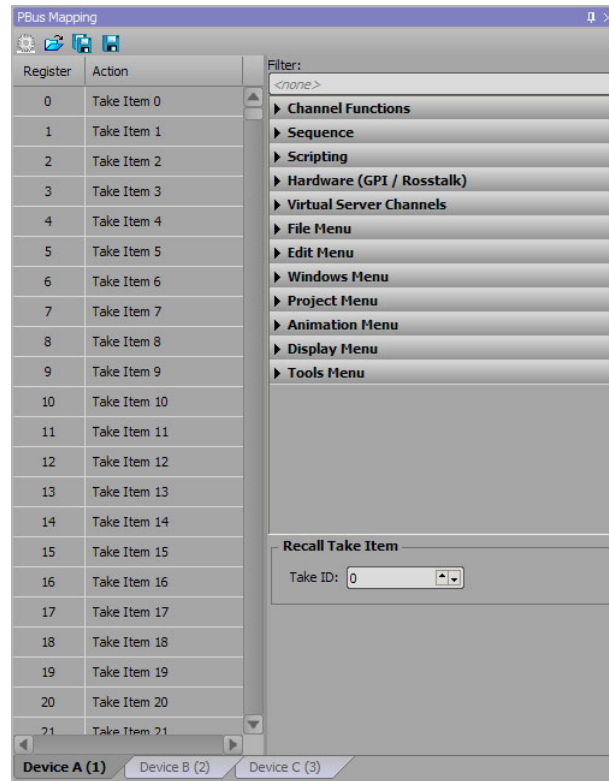 PBus Mapping
Register Action
0 Take Item 0
1 Take Item 1
2 Take Item 2
3 Take Item 3
4 Take Item 4
5 Take Item 5
6 Take Item 6
7 Take Item 7
8 Take Item 8
9 Take Item 9
10 Take Item 10
11 Take Item 11
12 Take Item 12
13 Take Item 13
14 Take Item 14
15 Take Item 15
16 Take Item 16
17 Take Item 17
18 Take Item 18
19 Take Item 19
20 Take Item 20
21 Take Item 21
Filter:
<none>
Channel Functions
Sequence
Scripting
Hardware (GPI / Rosstalk)
Virtual Server Channels
File Menu
Edit Menu
Windows Menu
Project Menu
Animation Menu
Display Menu
Tools Menu
Recall Take Item
Take ID: 0
Device A (1) Device B (2) Device C (3)